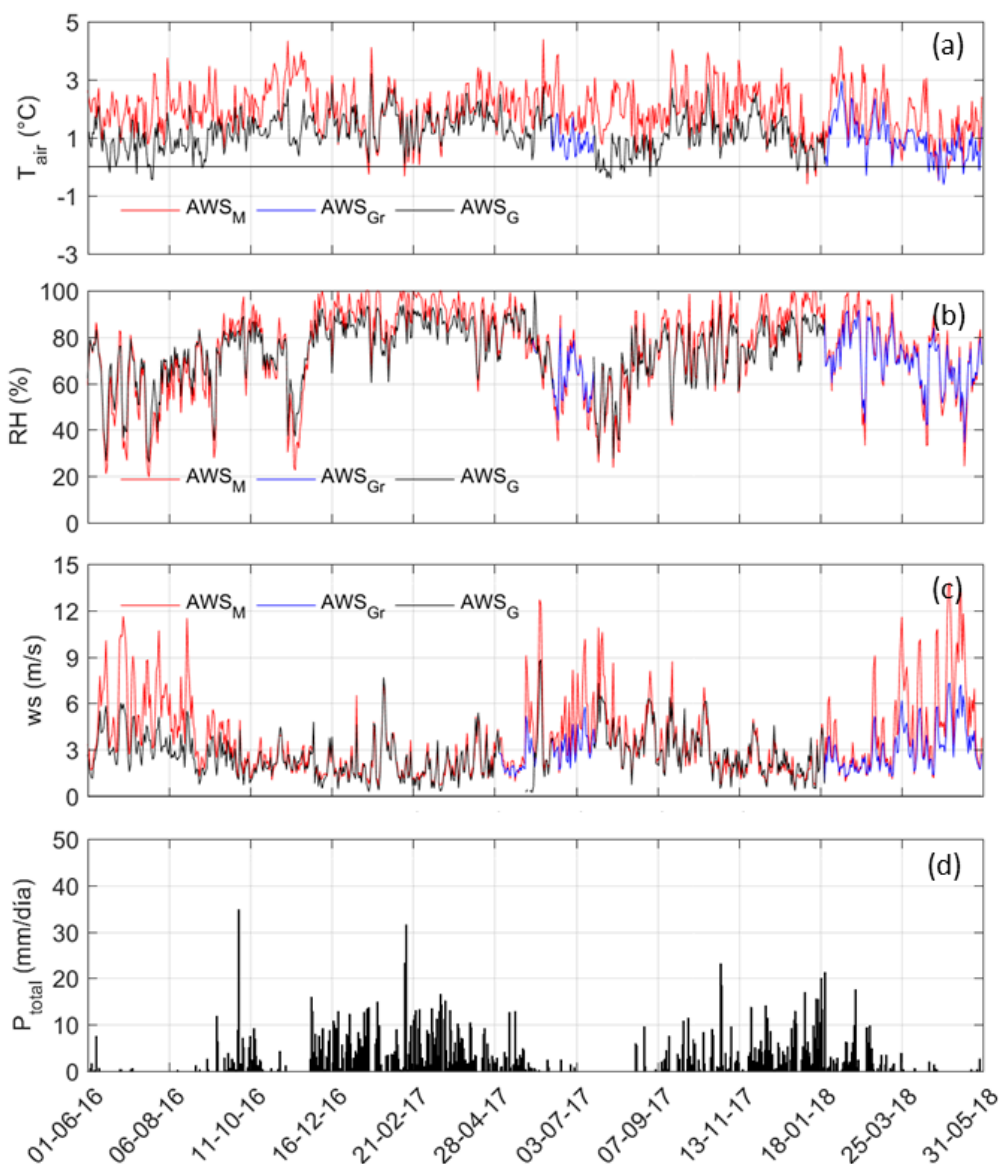 5
(a)
3
1
-1
-3
T_air (°C)
AWS_M AWS_Gr AWS_G
100
(b)
80
60
40
20
0
RH (%)
AWS_M AWS_Gr AWS_G
15
(c)
12
9
6
3
0
ws (m/s)
AWS_M AWS_Gr AWS_G
50
(d)
40
30
20
10
0
P_total (mm/día)
01-06-16 06-08-16 11-10-16 16-12-16 21-02-17 28-04-17 03-07-17 07-09-17 13-11-17 18-01-18 25-03-18 31-05-18